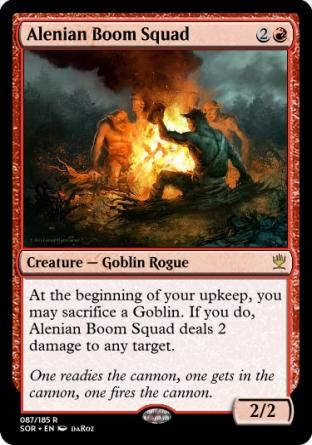 Alenian Boom Squad 2
Creature — Goblin Rogue
At the beginning of your upkeep, you
may sacrifice a Goblin. If you do,
Alenian Boom Squad deals 2
damage to any target.
One readies the cannon, one gets in the
cannon, one fires the cannon.
2/2
087/185 R
SOR • EN DAROZ